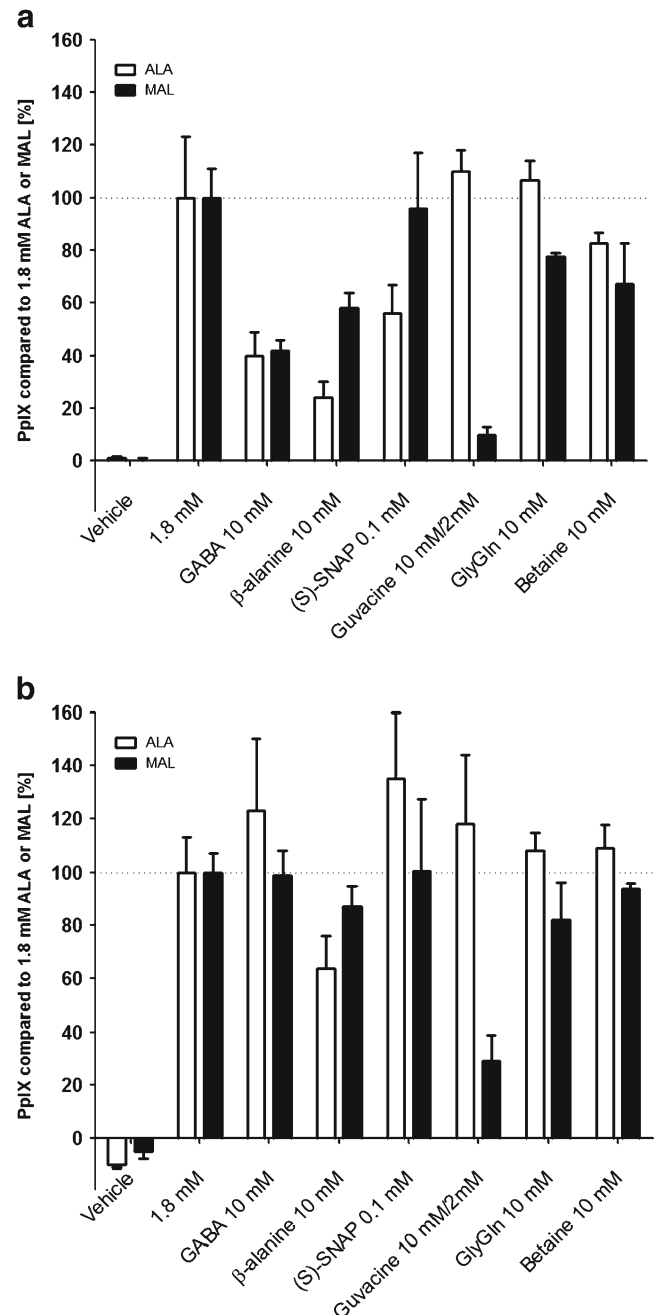 a
PpIX compared to 1.8 mM ALA or MAL [%]
160
140
120
100
80
60
40
20
0
ALA
MAL
Vehicle
1.8 mM
GABA 10 mM
β-alanine 10 mM
(S)-SNAP 0.1 mM
Guvacine 10 mM/2mM
GlyGln 10 mM
Betaine 10 mM
b
PpIX compared to 1.8 mM ALA or MAL [%]
160
140
120
100
80
60
40
20
0
ALA
MAL
Vehicle
1.8 mM
GABA 10 mM
β-alanine 10 mM
(S)-SNAP 0.1 mM
Guvacine 10 mM/2mM
GlyGln 10 mM
Betaine 10 mM